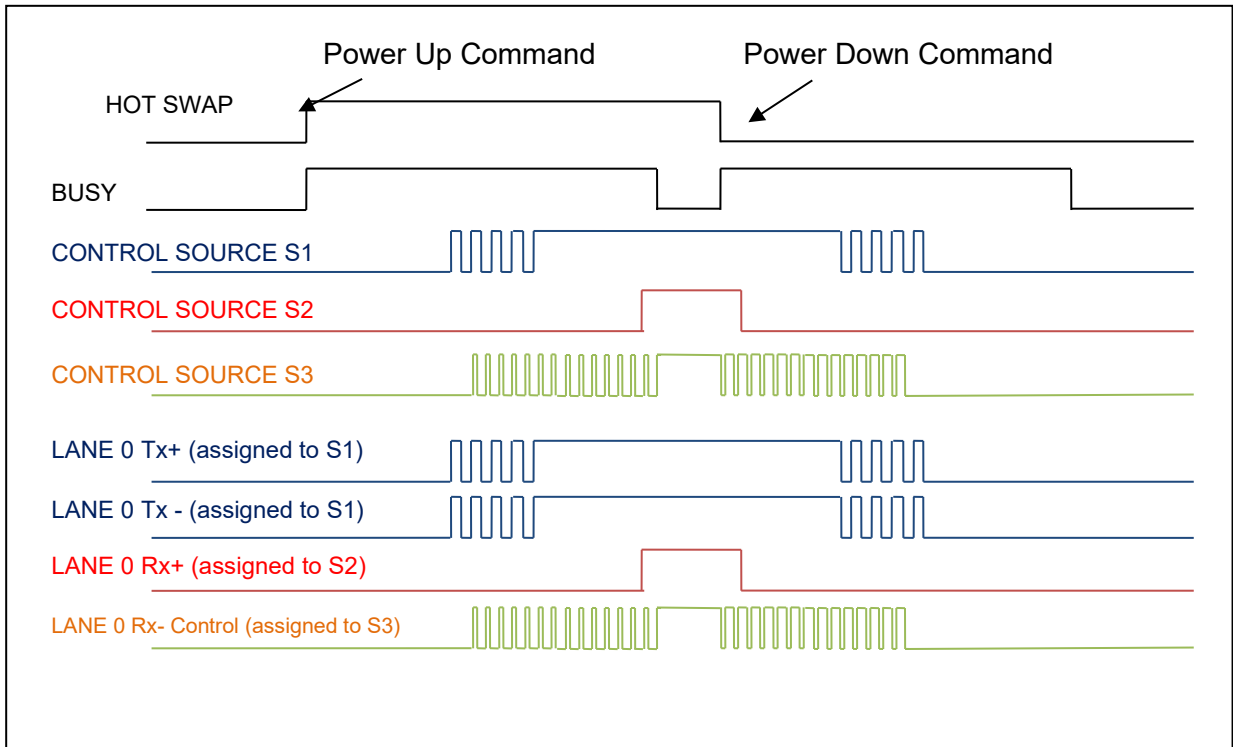 Power Up Command
Power Down Command
HOT SWAP
BUSY
CONTROL SOURCE S1
CONTROL SOURCE S2
CONTROL SOURCE S3
LANE 0 Tx+ (assigned to S1)
LANE 0 Tx - (assigned to S1)
LANE 0 Rx+ (assigned to S2)
LANE 0 Rx- Control (assigned to S3)